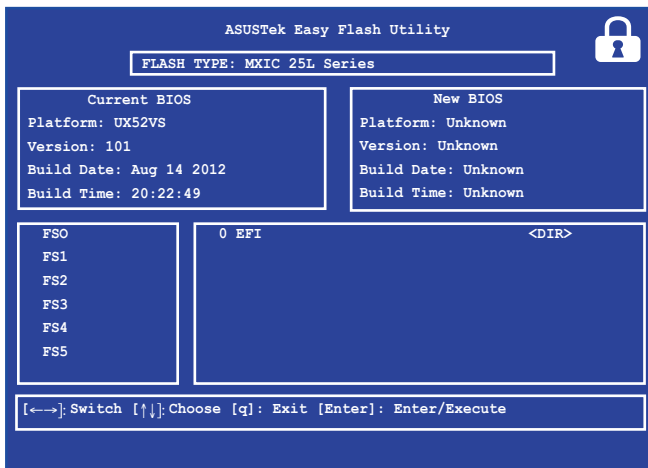 ASUSTek Easy Flash Utility
FLASH TYPE: MXIC 25L Series
Current BIOS
Platform: UX52VS
Version: 101
Build Date: Aug 14 2012
Build Time: 20:22:49
New BIOS
Platform: Unknown
Version: Unknown
Build Date: Unknown
Build Time: Unknown
FSO
FS1
FS2
FS3
FS4
FS5
0 EFI <DIR>
[←→]: Switch [↑↓]: Choose [q]: Exit [Enter]: Enter/Execute